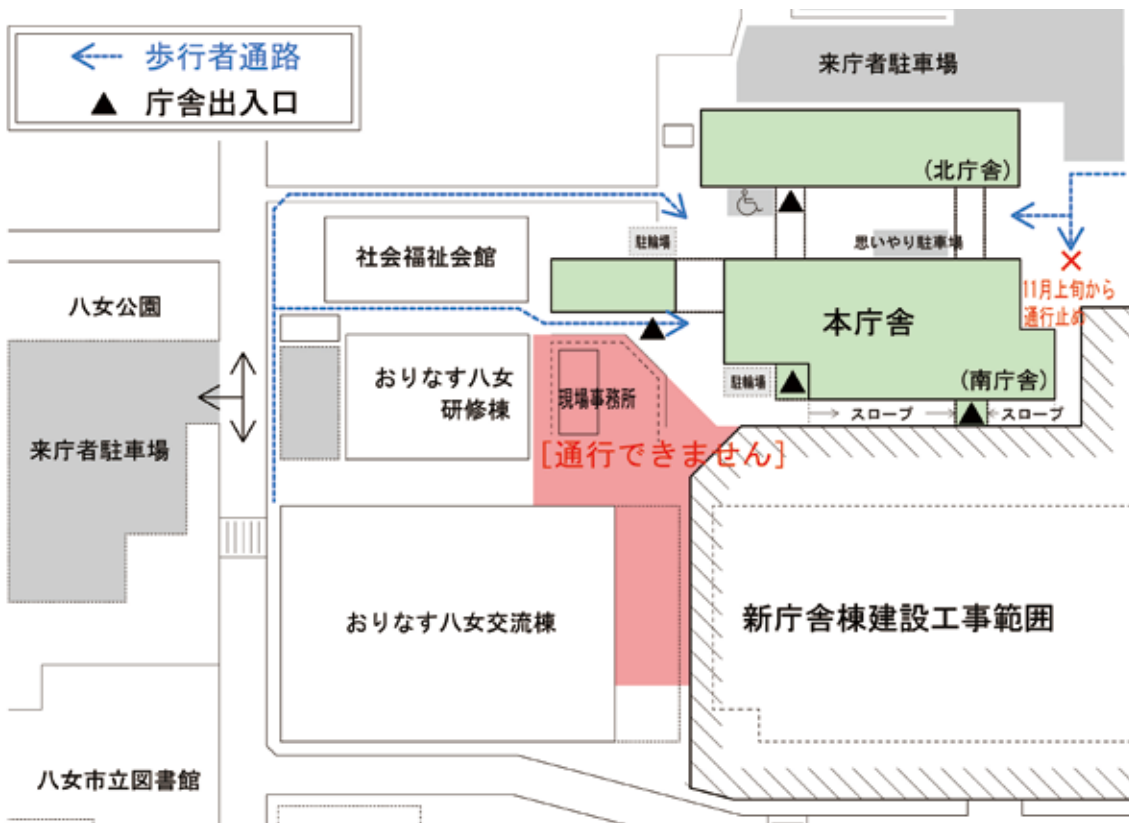 歩行者通路
▲ 庁舎出入口
来庁者駐車場
(北庁舎)
駐輪場
思いやり駐車場
社会福祉会館
11月上旬から
通行止め
八女公園
本庁舎
おりなす八女
研修棟
現場事務所
駐輪場
(南庁舎)
スロープ
スロープ
来庁者駐車場
[通行できません]
おりなす八女交流棟
新庁舎棟建設工事範囲
八女市立図書館